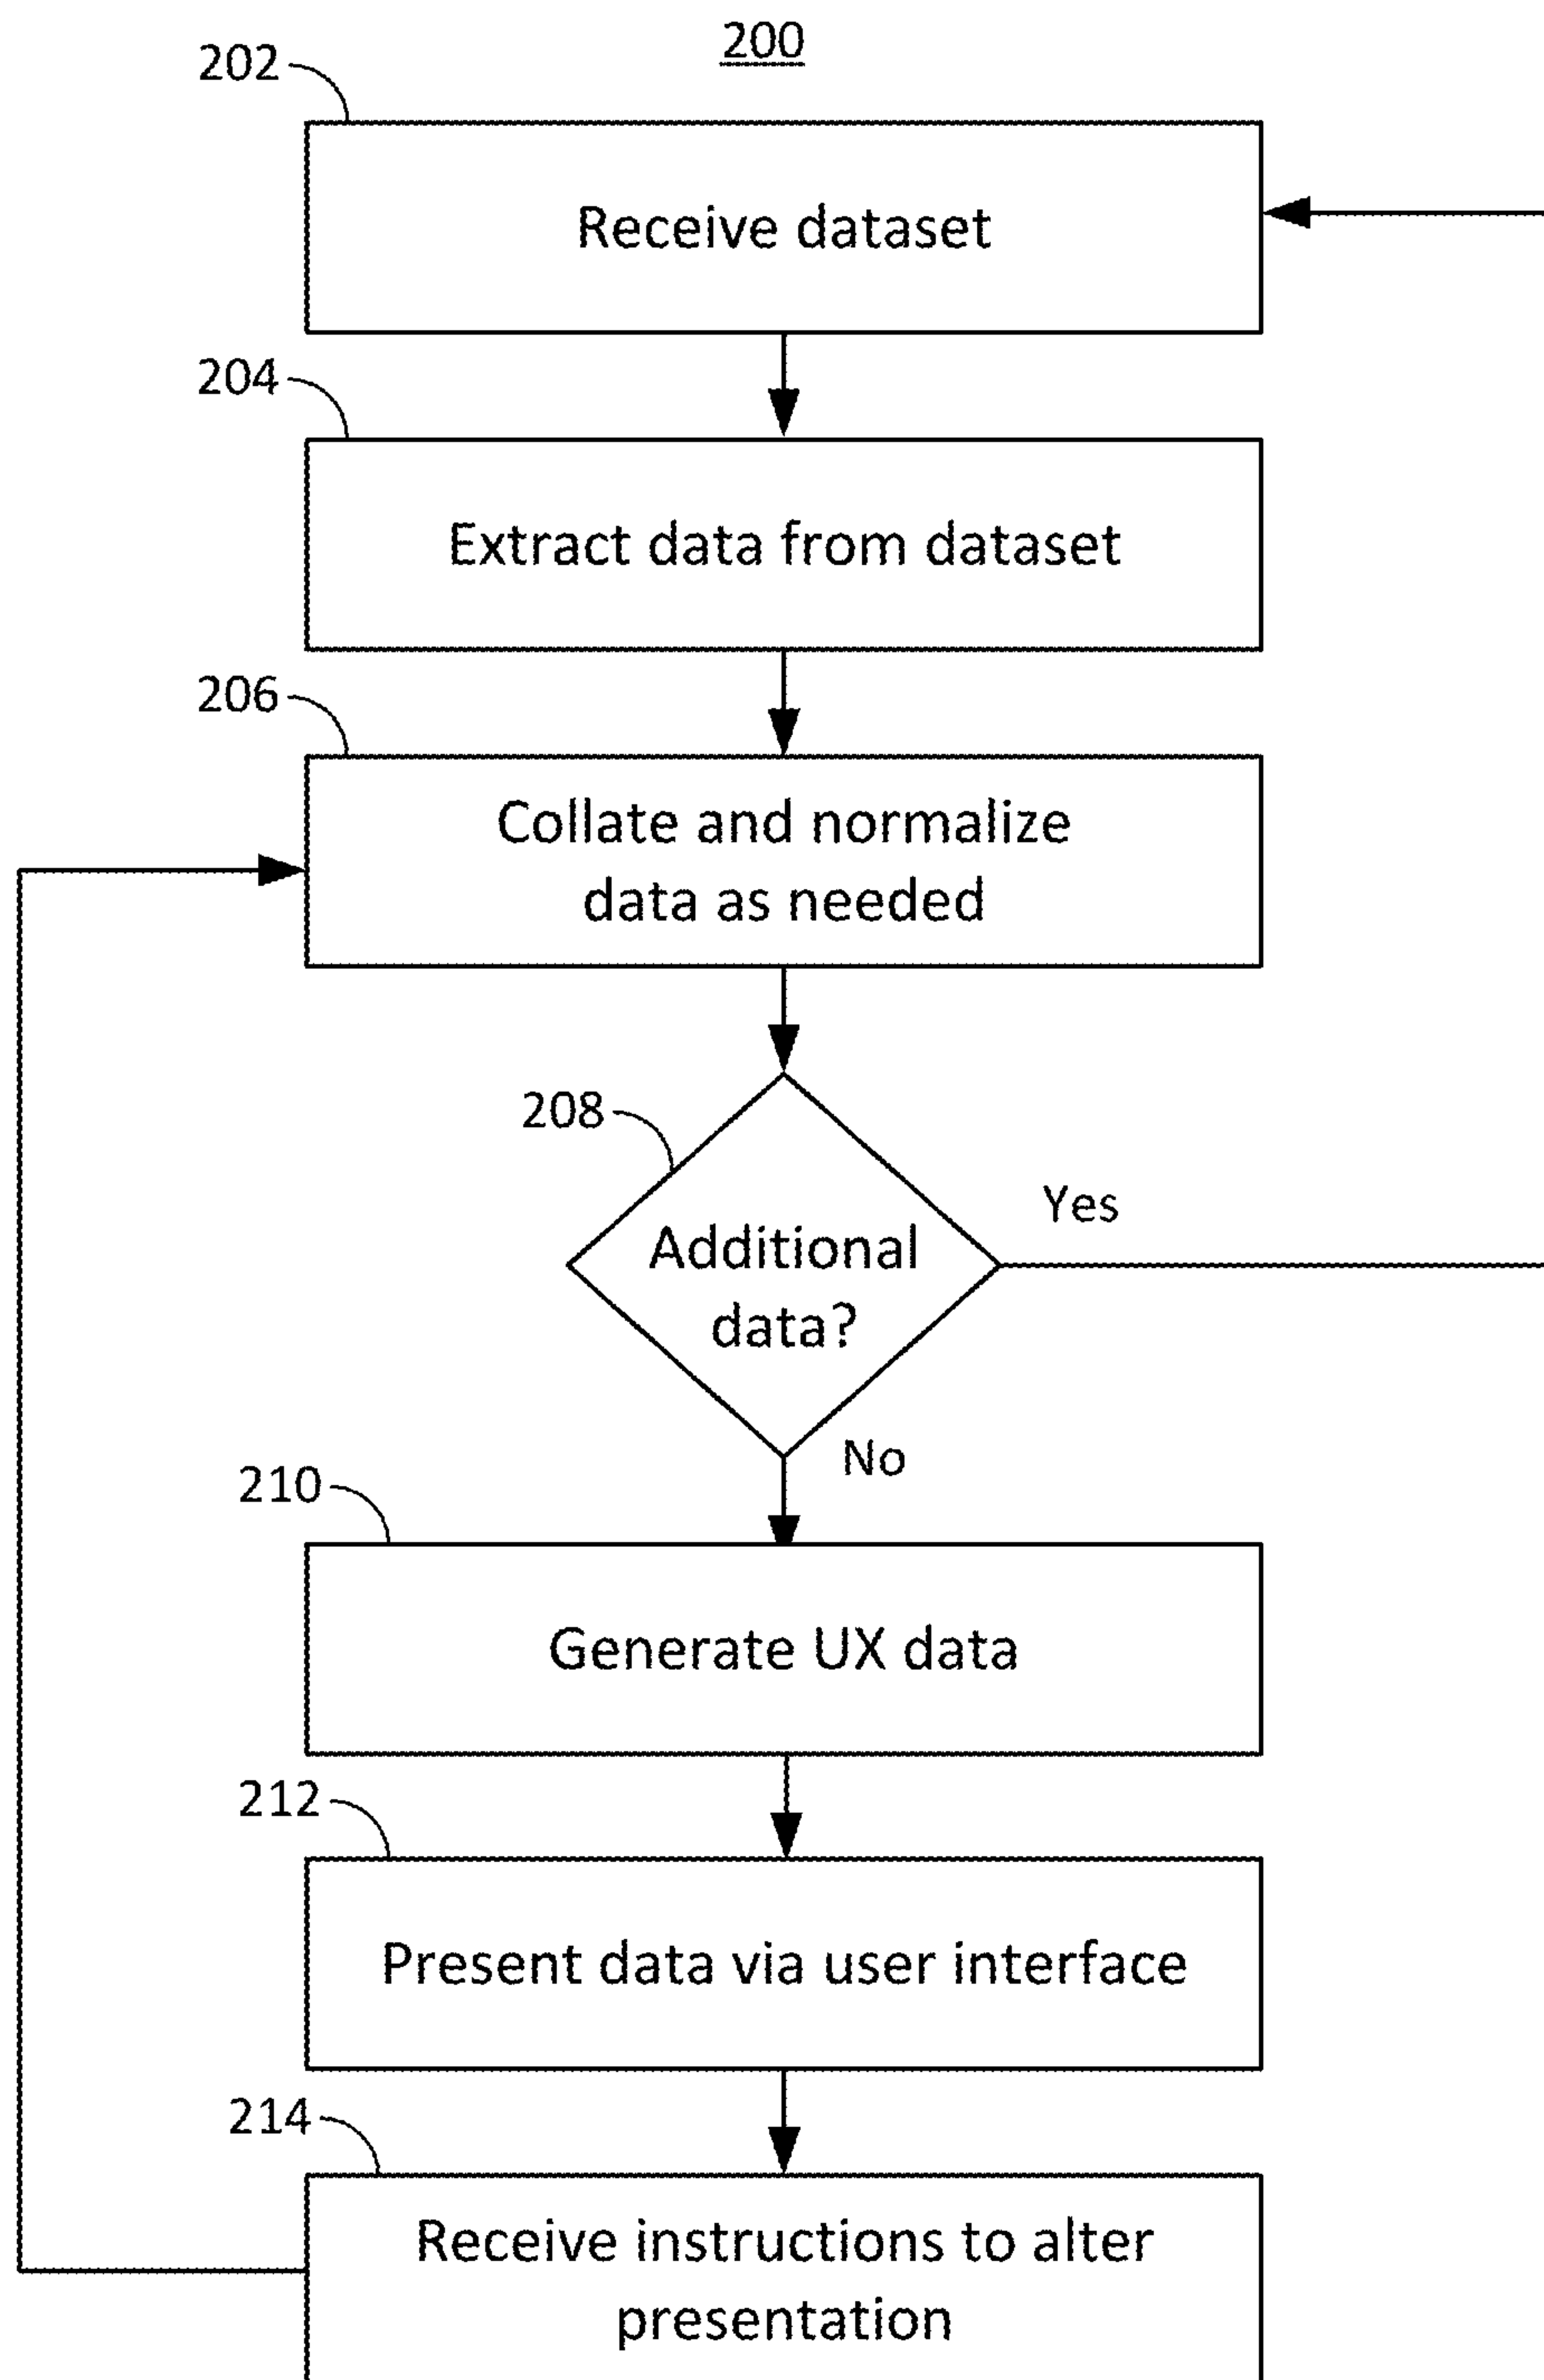 200
202
Receive dataset
204
Extract data from dataset
206
Collate and normalize
data as needed
208
Additional
data?
Yes
No
210
Generate UX data
212
Present data via user interface
214
Receive instructions to alter
presentation